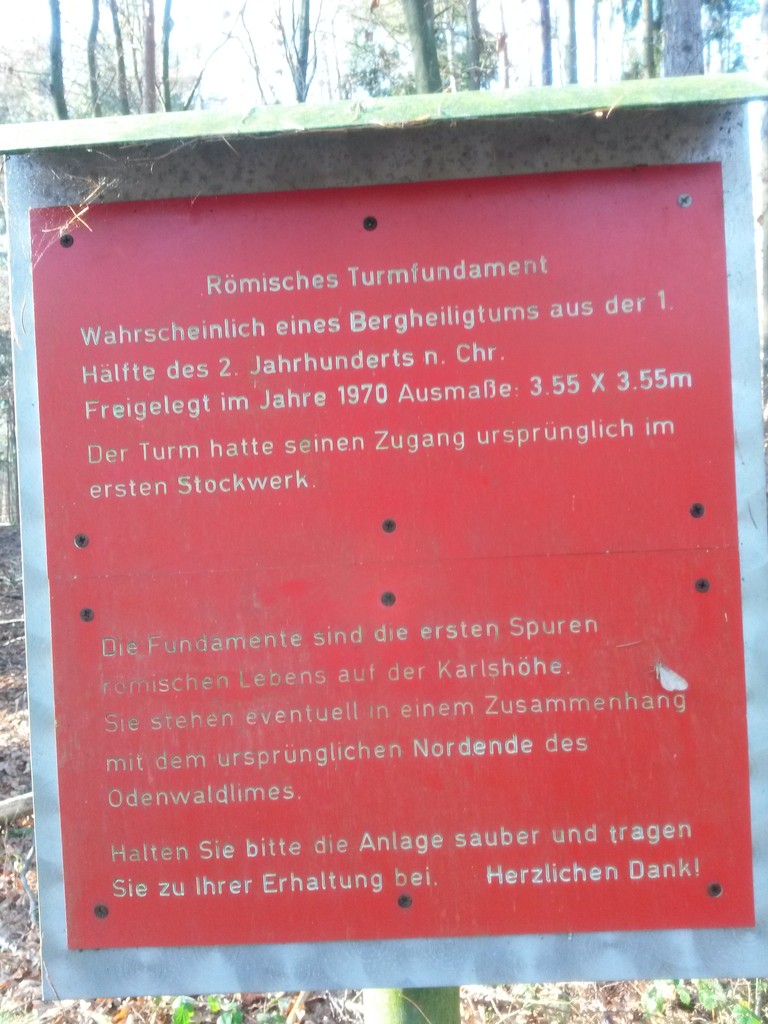 Römisches Turmfundament
Wahrscheinlich eines Bergheiligtums aus der 1.
Hälfte des 2. Jahrhunderts n. Chr.
Freigelegt im Jahre 1970 Ausmaße: 3.55 X 3.55m
Der Turm hatte seinen Zugang ursprünglich im
ersten Stockwerk.
Die Fundamente sind die ersten Spuren
römischen Lebens auf der Karlshöhe.
Sie stehen eventuell in einem Zusammenhang
mit dem ursprünglichen Nordende des
Odenwaldlimes.
Halten Sie bitte die Anlage sauber und tragen
Sie zu Ihrer Erhaltung bei. Herzlichen Dank!